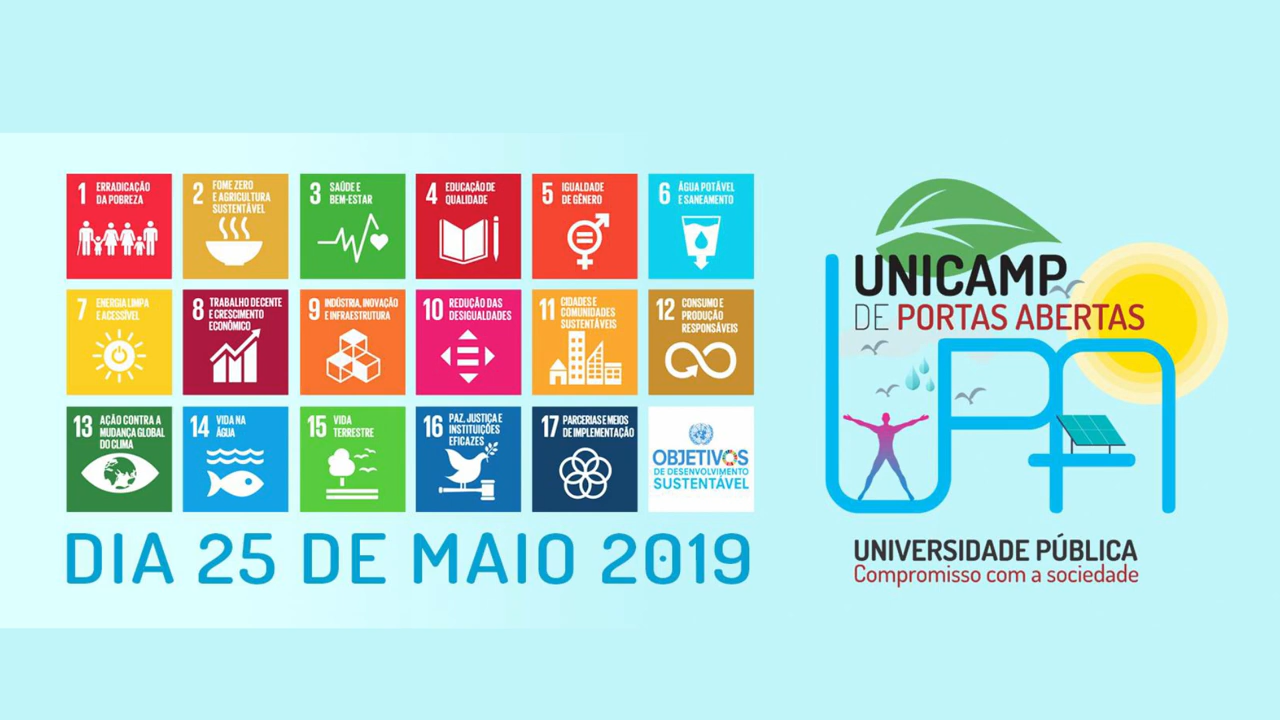 1 ERRADICAÇÃO
DA POBREZA
2 FOME ZERO
E AGRICULTURA
SUSTENTÁVEL
3 SAÚDE E
BEM-ESTAR
4 EDUCAÇÃO DE
QUALIDADE
5 IGUALDADE
DE GÊNERO
6 ÁGUA POTÁVEL
E SANEAMENTO
7 ENERGIA LIMPA
E ACESSÍVEL
8 TRABALHO DECENTE
E CRESCIMENTO
ECONÔMICO
9 INDÚSTRIA, INOVAÇÃO
E INFRAESTRUTURA
10 REDUÇÃO DAS
DESIGUALDADES
11 CIDADES E
COMUNIDADES
SUSTENTÁVEIS
12 CONSUMO E
PRODUÇÃO
RESPONSÁVEIS
13 AÇÃO CONTRA A
MUDANÇA GLOBAL
DO CLIMA
14 VIDA NA
ÁGUA
15 VIDA
TERRESTRE
16 PAZ, JUSTIÇA E
INSTITUIÇÕES
EFICAZES
17 PARCERIAS E MEIOS
DE IMPLEMENTAÇÃO
OBJETIVOS
DE DESENVOLVIMENTO
SUSTENTÁVEL
DIA 25 DE MAIO 2019
UNICAMP
DE PORTAS ABERTAS
UPA
UNIVERSIDADE PÚBLICA
Compromisso com a sociedade